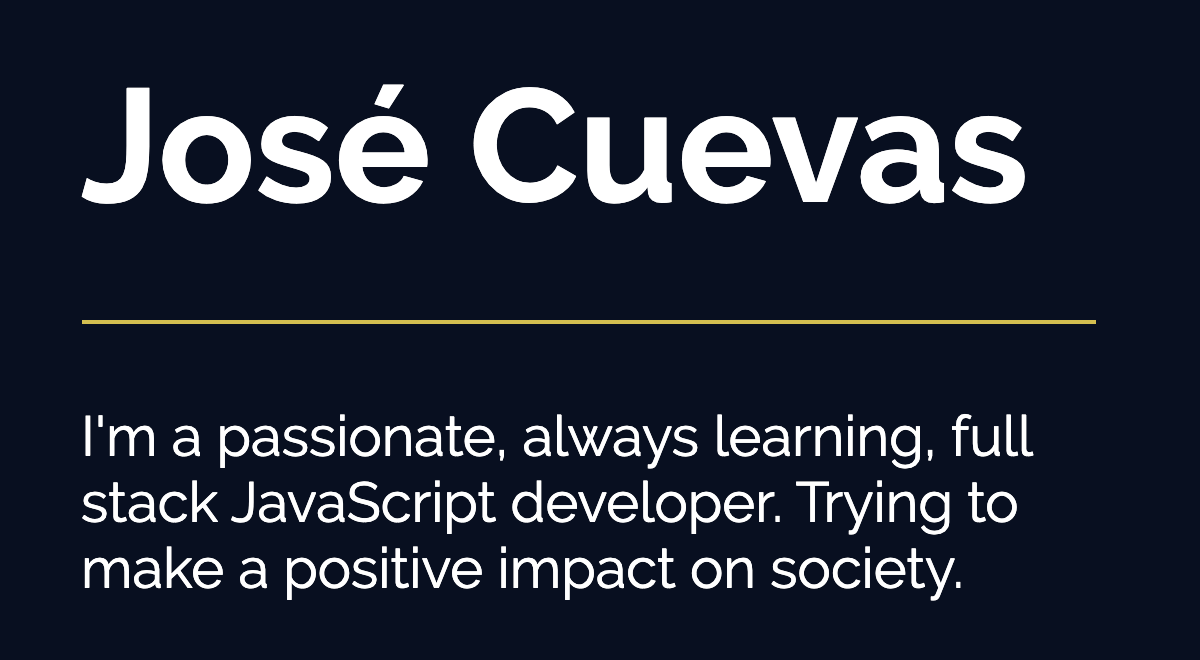 José Cuevas
I'm a passionate, always learning, full
stack JavaScript developer. Trying to
make a positive impact on society.